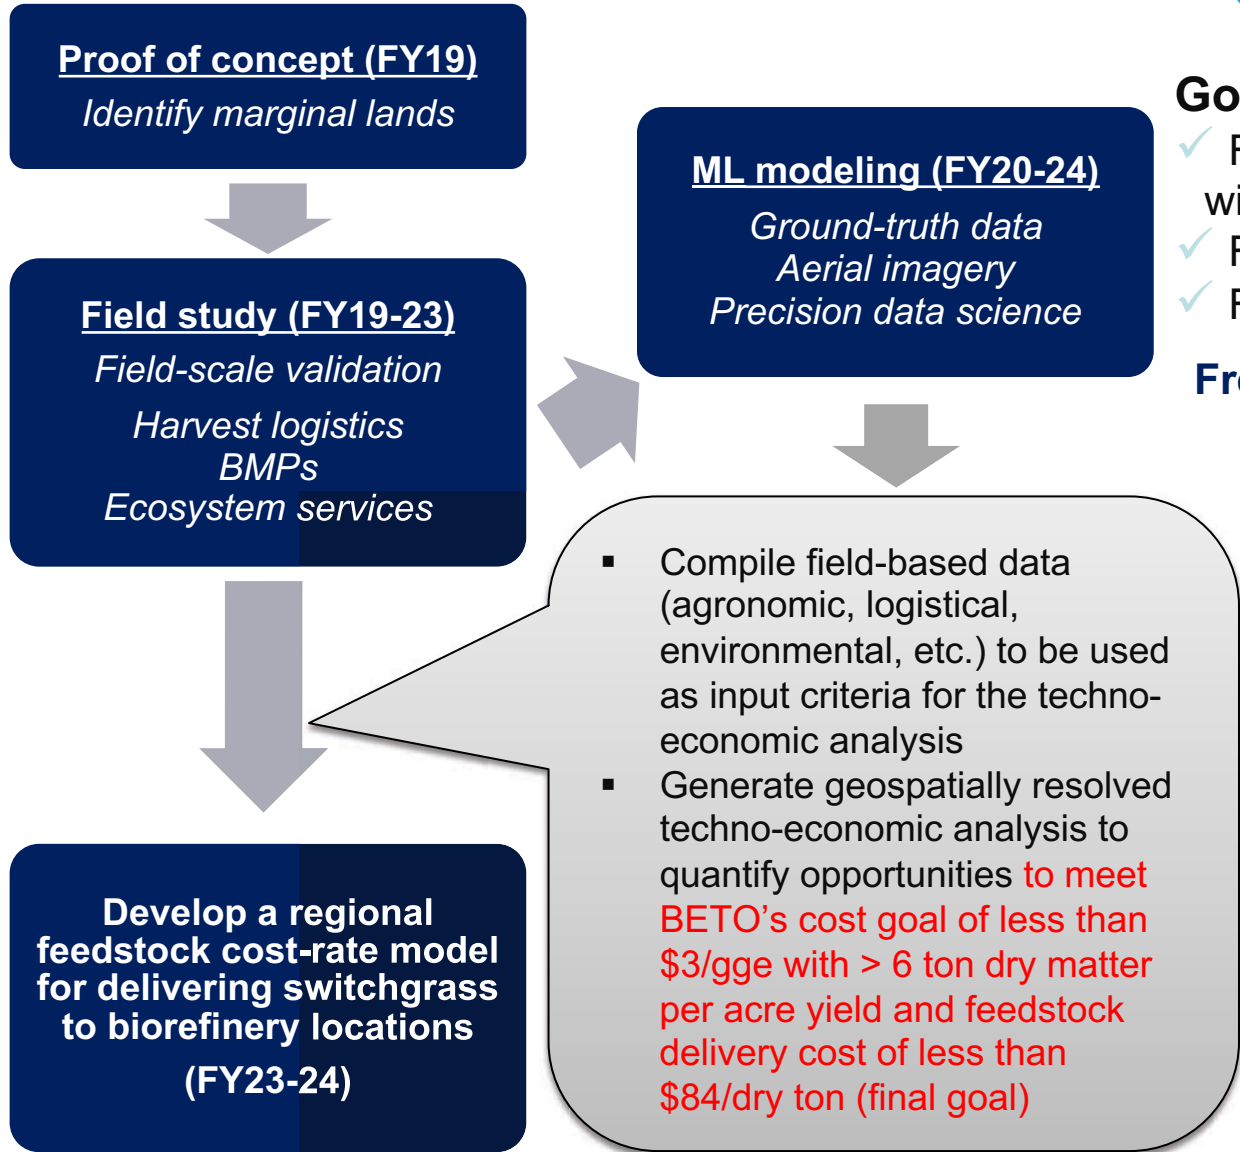 Proof of concept (FY19)
Identify marginal lands
Field study (FY19-23)
Field-scale validation
Harvest logistics
BMPs
Ecosystem services
Develop a regional
feedstock cost-rate model
for delivering switchgrass
to biorefinery locations
(FY23-24)
ML modeling (FY20-24)
Ground-truth data
Aerial imagery
Precision data science
▪ Compile field-based data
(agronomic, logistical,
environmental, etc.) to be used
as input criteria for the techno-
economic analysis
▪ Generate geospatially resolved
techno-economic analysis to
quantify opportunities to meet
BETO’s cost goal of less than
$3/gge with > 6 ton dry matter
per acre yield and feedstock
delivery cost of less than
$84/dry ton (final goal)